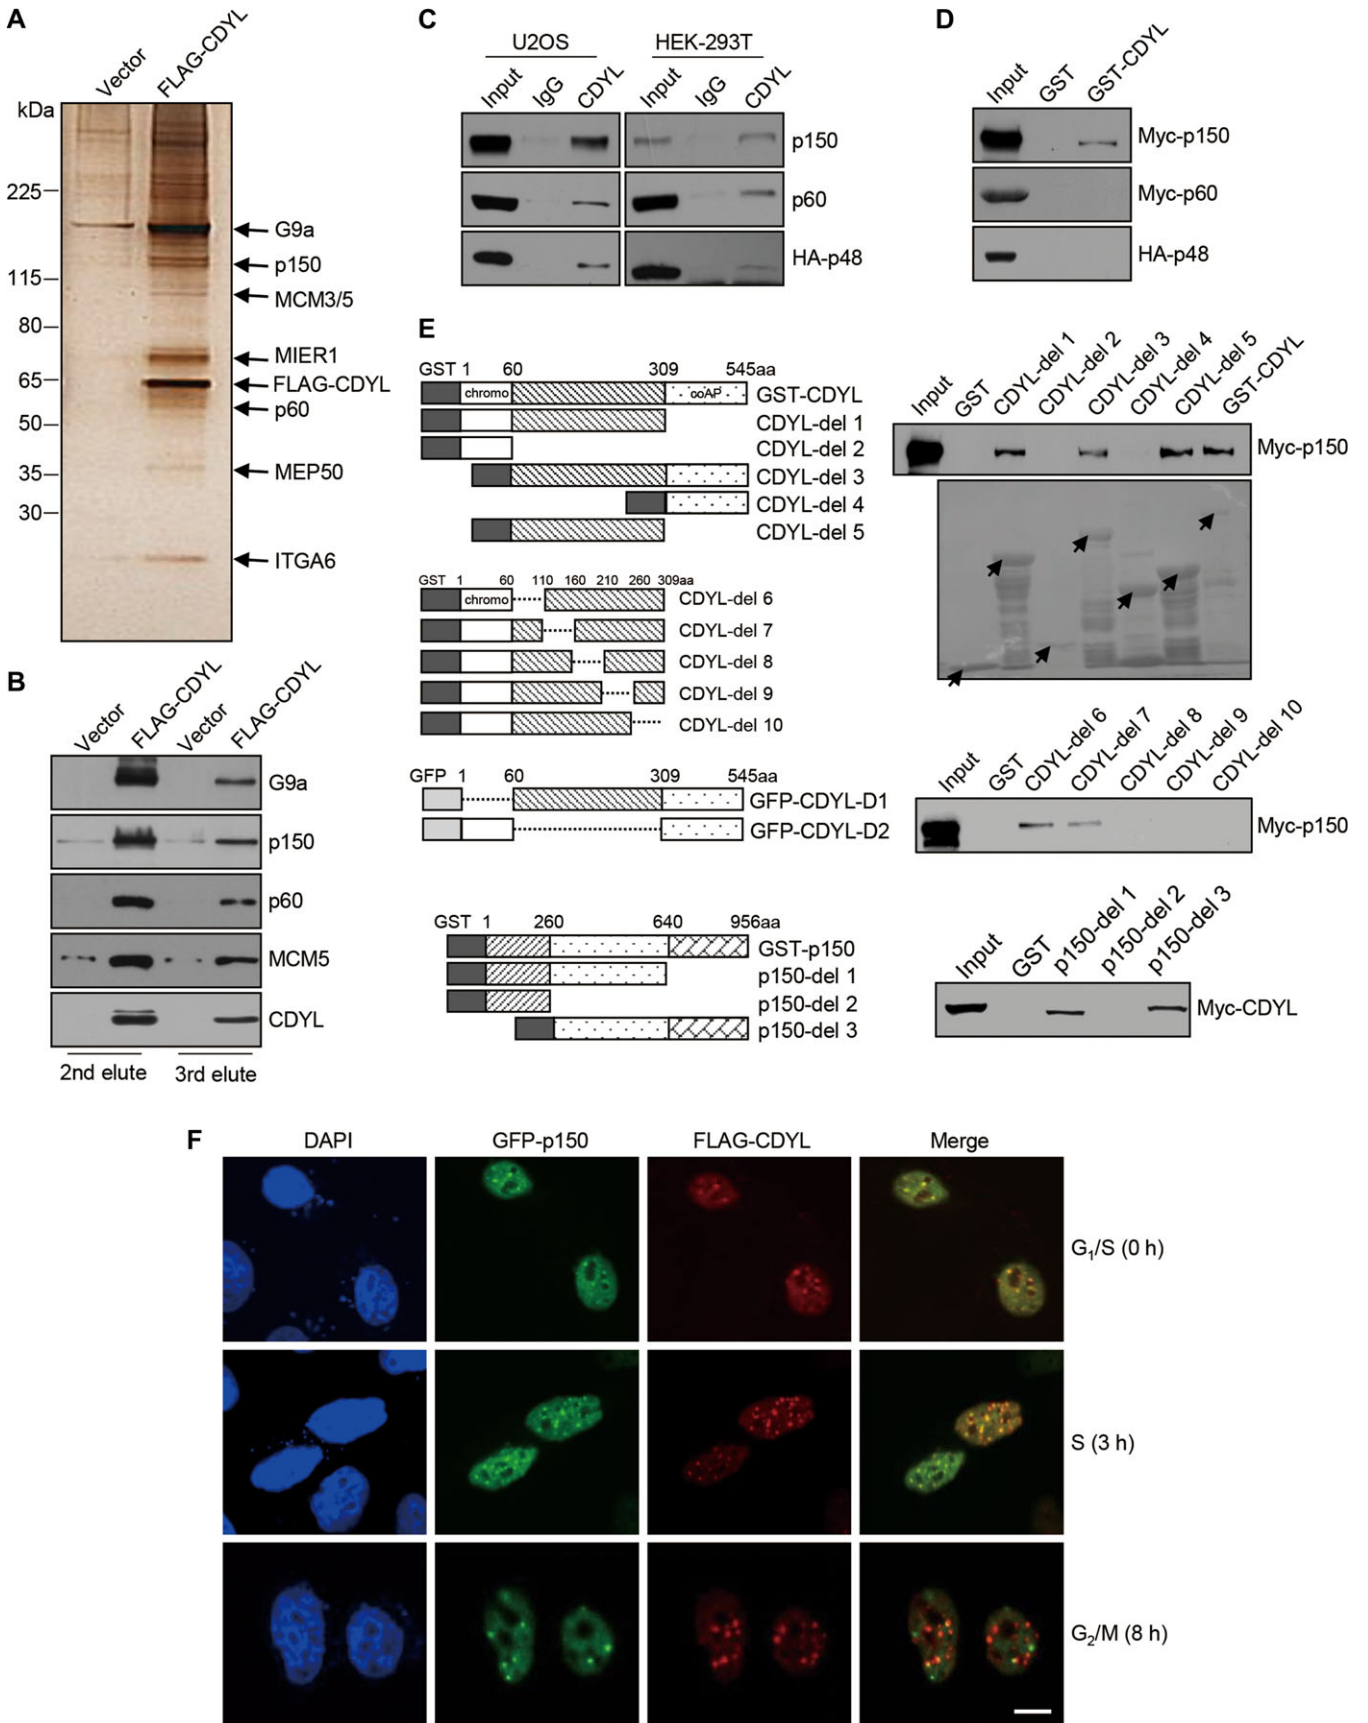 A
Vector
FLAG-CDYL
kDa
225
115
80
65
50
35
30
G9a
p150
MCM3/5
MIER1
FLAG-CDYL
p60
MEP50
ITGA6
B
Vector
FLAG-CDYL
Vector
FLAG-CDYL
G9a
p150
p60
MCM5
CDYL
2nd elute
3rd elute
C
U2OS
HEK-293T
Input
IgG
CDYL
Input
IgG
CDYL
p150
p60
HA-p48
D
Input
GST
GST-CDYL
Myc-p150
Myc-p60
HA-p48
E
GST 1 60 309 545aa
chromo
coAP
GST-CDYL
CDYL-del 1
CDYL-del 2
CDYL-del 3
CDYL-del 4
CDYL-del 5
Input
GST
CDYL-del 1
CDYL-del 2
CDYL-del 3
CDYL-del 4
CDYL-del 5
GST-CDYL
Myc-p150
GST 1 60 110 160 210 260 309aa
chromo
CDYL-del 6
CDYL-del 7
CDYL-del 8
CDYL-del 9
CDYL-del 10
Input
GST
CDYL-del 6
CDYL-del 7
CDYL-del 8
CDYL-del 9
CDYL-del 10
Myc-p150
GFP 1 60 309 545aa
GFP-CDYL-D1
GFP-CDYL-D2
GST 1 260 640 956aa
GST-p150
p150-del 1
p150-del 2
p150-del 3
Input
GST
p150-del 1
p150-del 2
p150-del 3
Myc-CDYL
F
DAPI
GFP-p150
FLAG-CDYL
Merge
G1/S (0 h)
S (3 h)
G2/M (8 h)